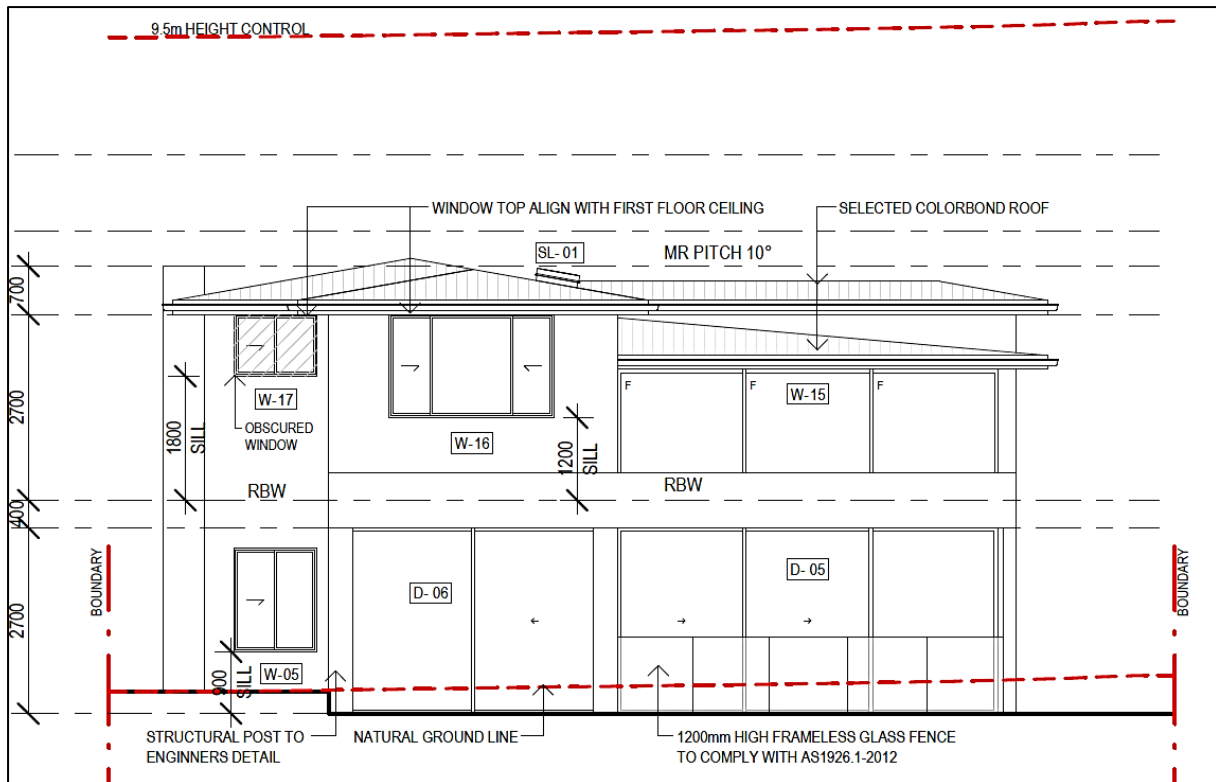 9.5m HEIGHT CONTROL
WINDOW TOP ALIGN WITH FIRST FLOOR CEILING
SELECTED COLORBOND ROOF
SL- 01
MR PITCH 10°
700
2700
400
2700
1800
SILL
W-17
OBSCURED
WINDOW
W-16
1200
SILL
F
F
W-15
F
RBW
RBW
BOUNDARY
BOUNDARY
D- 06
D- 05
900
SILL
W-05
STRUCTURAL POST TO
ENGINNERS DETAIL
NATURAL GROUND LINE
1200mm HIGH FRAMELESS GLASS FENCE
TO COMPLY WITH AS1926.1-2012